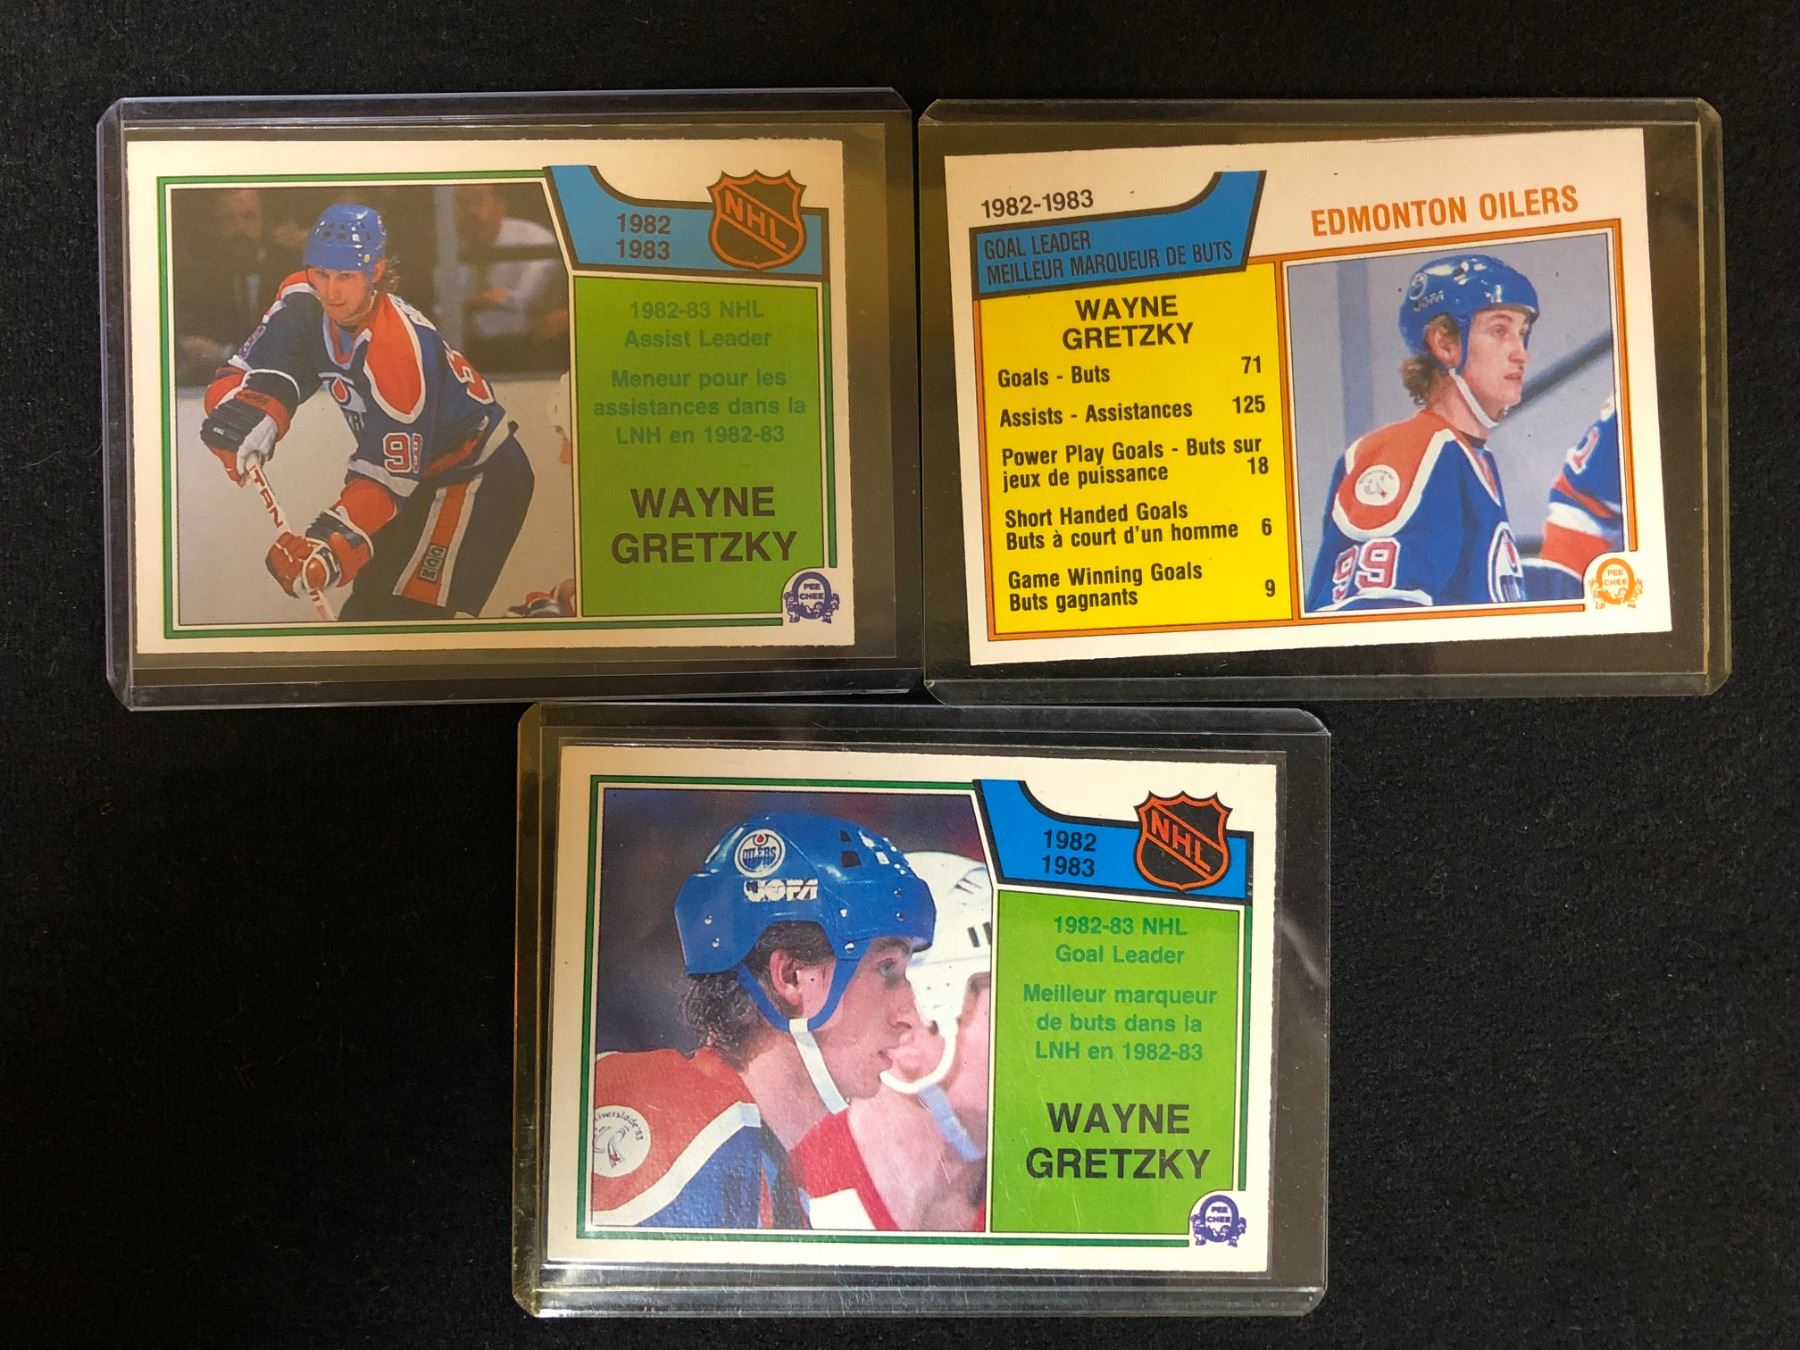 1982
1983
NHL
1982-83 NHL
Assist Leader
Meneur pour les
assistances dans la
LNH en 1982-83
WAYNE
GRETZKY
PEE
CHEE
1982-1983
GOAL LEADER
MEILLEUR MARQUEUR DE BUTS
EDMONTON OILERS
WAYNE
GRETZKY
Goals - Buts 71
Assists - Assistances 125
Power Play Goals - Buts sur
jeux de puissance 18
Short Handed Goals
Buts à court d'un homme 6
Game Winning Goals
Buts gagnants 9
JOFA
99
PEE
CHEE
OILERS
JOFA
1982
1983
NHL
1982-83 NHL
Goal Leader
Meilleur marqueur
de buts dans la
LNH en 1982-83
WAYNE
GRETZKY
PEE
CHEE